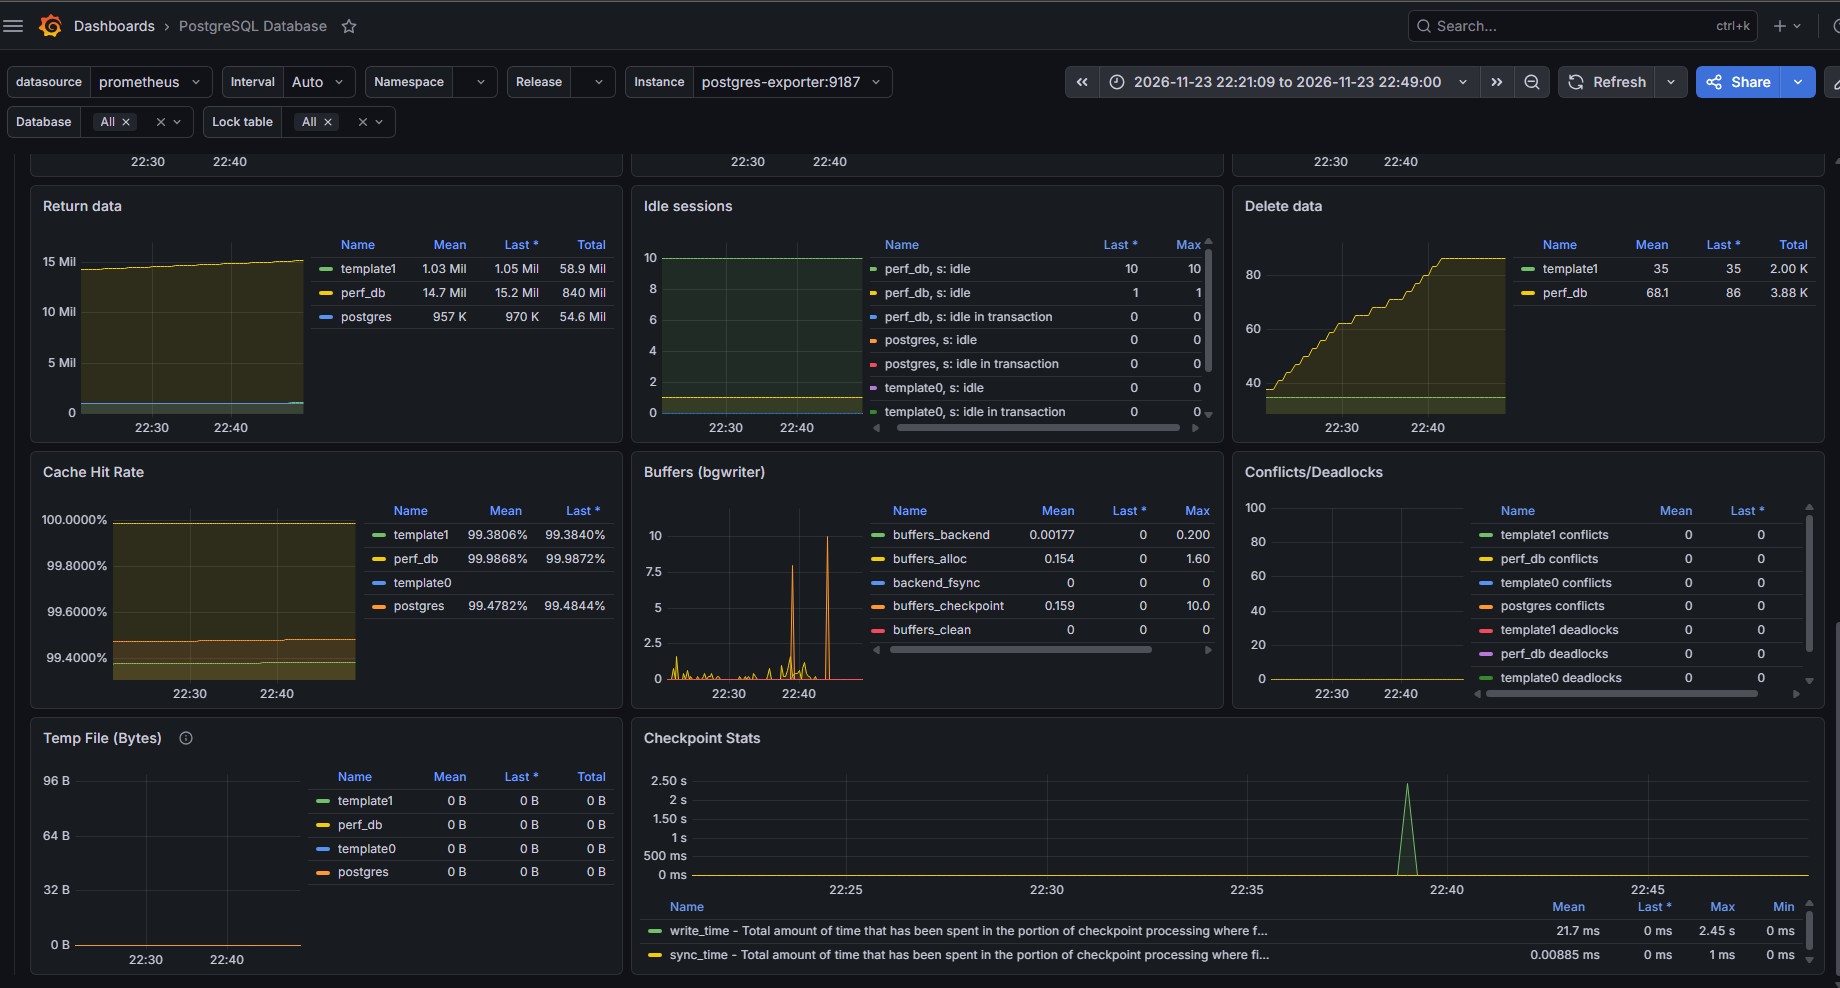 Dashboards › PostgreSQL Database
Search...
ctrl+k
datasource prometheus
Interval Auto
Namespace
Release
Instance postgres-exporter:9187
2026-11-23 22:21:09 to 2026-11-23 22:49:00
Refresh
Share
Database All
Lock table All
22:30 22:40
22:30 22:40
22:30 22:40
Return data
15 Mil
10 Mil
5 Mil
0
22:30 22:40
Name Mean Last * Total
template1 1.03 Mil 1.05 Mil 58.9 Mil
perf_db 14.7 Mil 15.2 Mil 840 Mil
postgres 957 K 970 K 54.6 Mil
Idle sessions
10
8
6
4
2
0
22:30 22:40
Name Last * Max
perf_db, s: idle 10 10
perf_db, s: idle 1 1
perf_db, s: idle in transaction 0 0
postgres, s: idle 0 0
postgres, s: idle in transaction 0 0
template0, s: idle 0 0
template0, s: idle in transaction 0 0
Delete data
80
60
40
22:30 22:40
Name Mean Last * Total
template1 35 35 2.00 K
perf_db 68.1 86 3.88 K
Cache Hit Rate
100.0000%
99.8000%
99.6000%
99.4000%
22:30 22:40
Name Mean Last *
template1 99.3806% 99.3840%
perf_db 99.9868% 99.9872%
template0
postgres 99.4782% 99.4844%
Buffers (bgwriter)
10
7.5
5
2.5
0
22:30 22:40
Name Mean Last * Max
buffers_backend 0.00177 0 0.200
buffers_alloc 0.154 0 1.60
backend_fsync 0 0 0
buffers_checkpoint 0.159 0 10.0
buffers_clean 0 0 0
Conflicts/Deadlocks
100
80
60
40
20
0
22:30 22:40
Name Mean Last *
template1 conflicts 0 0
perf_db conflicts 0 0
template0 conflicts 0 0
postgres conflicts 0 0
template1 deadlocks 0 0
perf_db deadlocks 0 0
template0 deadlocks 0 0
Temp File (Bytes)
96 B
64 B
32 B
0 B
22:30 22:40
Name Mean Last * Total
template1 0 B 0 B 0 B
perf_db 0 B 0 B 0 B
template0 0 B 0 B 0 B
postgres 0 B 0 B 0 B
Checkpoint Stats
2.50 s
2 s
1.50 s
1 s
500 ms
0 ms
22:25 22:30 22:35 22:40 22:45
Name Mean Last * Max Min
write_time - Total amount of time that has been spent in the portion of checkpoint processing where f... 21.7 ms 0 ms 2.45 s 0 ms
sync_time - Total amount of time that has been spent in the portion of checkpoint processing where fi... 0.00885 ms 0 ms 1 ms 0 ms